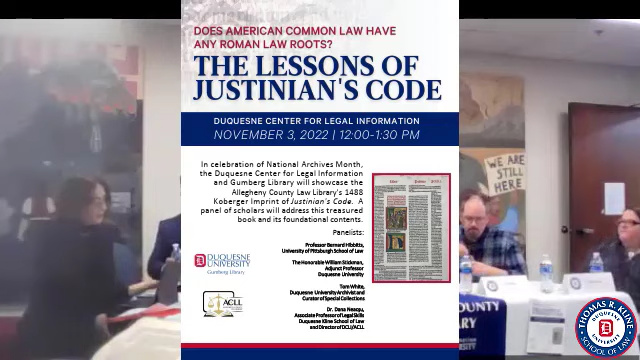 DOES AMERICAN COMMON LAW HAVE
ANY ROMAN LAW ROOTS?
THE LESSONS OF
JUSTINIAN'S CODE
DUQUESNE CENTER FOR LEGAL INFORMATION
NOVEMBER 3, 2022 | 12:00-1:30 PM
In celebration of National Archives Month,
the Duquesne Center for Legal Information
and Gumberg Library will showcase the
Allegheny County Law Library's 1488
Koberger Imprint of Justinian's Code. A
panel of scholars will address this treasured
book and its foundational contents.
Panelists:
Professor Bernard Hibbitts,
University of Pittsburgh School of Law
The Honorable William Stickman,
Adjunct Professor
Duquesne University
Tom White,
Duquesne University Archivist and
Curator of Special Collections
Dr. Dana Neacşu,
Associate Professor of Legal Skills
Duquesne Kline School of Law
and Director of DCLI/ACLL
DUQUESNE
UNIVERSITY
Gumberg Library
ACLL
WE ARE
STILL
HERE
COUNTY
THOMAS R. KLINE
DUQUESNE
UNIVERSITY
SCHOOL OF LAW